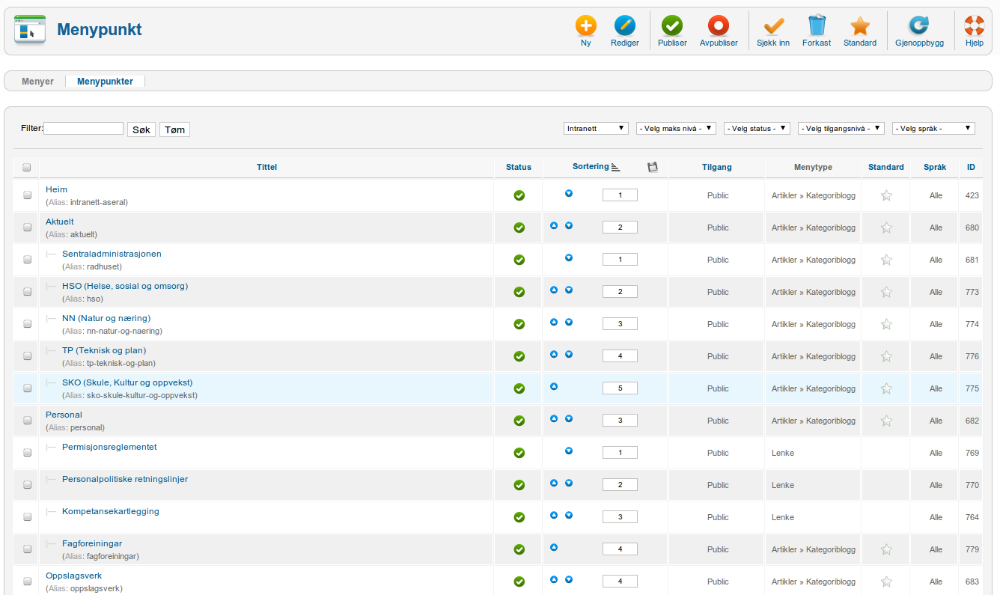 Menypunkt
Ny Rediger Publiser Avpubliser Sjekk inn Forkast Standard Gjenoppbygg Hjelp
Menyer Menypunkter
Filter: Søk Tøm Intranett - Velg maks nivå - - Velg status - - Velg tilgangsnivå - - Velg språk -
Tittel Status Sortering Tilgang Menytype Standard Språk ID
Heim
(Alias: intranett-aseral) 1 Public Artikler » Kategoriblogg Alle 423
Aktuelt
(Alias: aktuelt) 2 Public Artikler » Kategoriblogg Alle 680
Sentraladministrasjonen
(Alias: radhuset) 1 Public Artikler » Kategoriblogg Alle 681
HSO (Helse, sosial og omsorg)
(Alias: hso) 2 Public Artikler » Kategoriblogg Alle 773
NN (Natur og næring)
(Alias: nn-natur-og-naering) 3 Public Artikler » Kategoriblogg Alle 774
TP (Teknisk og plan)
(Alias: tp-teknisk-og-plan) 4 Public Artikler » Kategoriblogg Alle 776
SKO (Skule, Kultur og oppvekst)
(Alias: sko-skule-kultur-og-oppvekst) 5 Public Artikler » Kategoriblogg Alle 775
Personal
(Alias: personal) 3 Public Artikler » Kategoriblogg Alle 682
Permisjonsreglementet 1 Public Lenke Alle 769
Personalpolitiske retningslinjer 2 Public Lenke Alle 770
Kompetansekartlegging 3 Public Lenke Alle 764
Fagforeiningar
(Alias: fagforeiningar) 4 Public Artikler » Kategoriblogg Alle 779
Oppslagsverk
(Alias: oppslagsverk) 4 Public Artikler » Kategoriblogg Alle 683